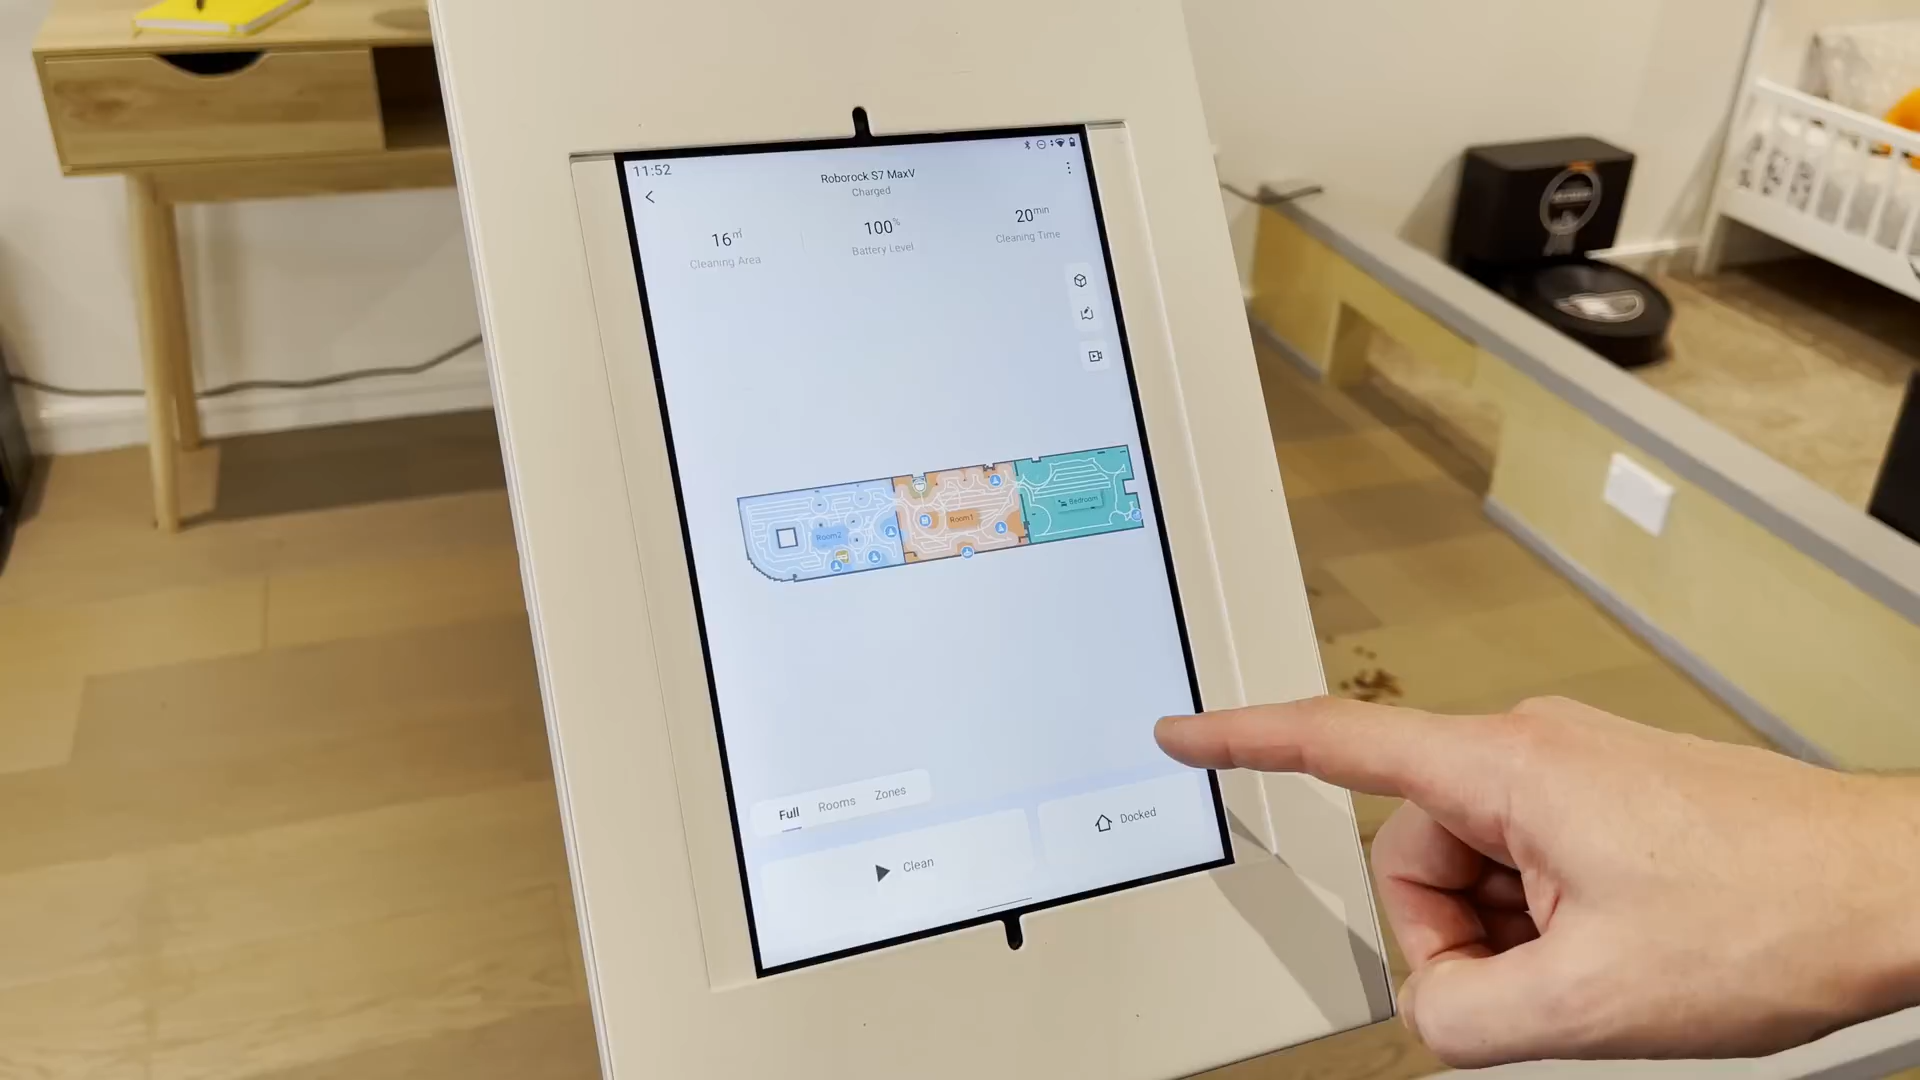 11:52
Roborock S7 MaxV
Charged
16㎡
Cleaning Area
100%
Battery Level
20min
Cleaning Time
Room2
Room1
Bedroom
Full
Rooms
Zones
Clean
Docked